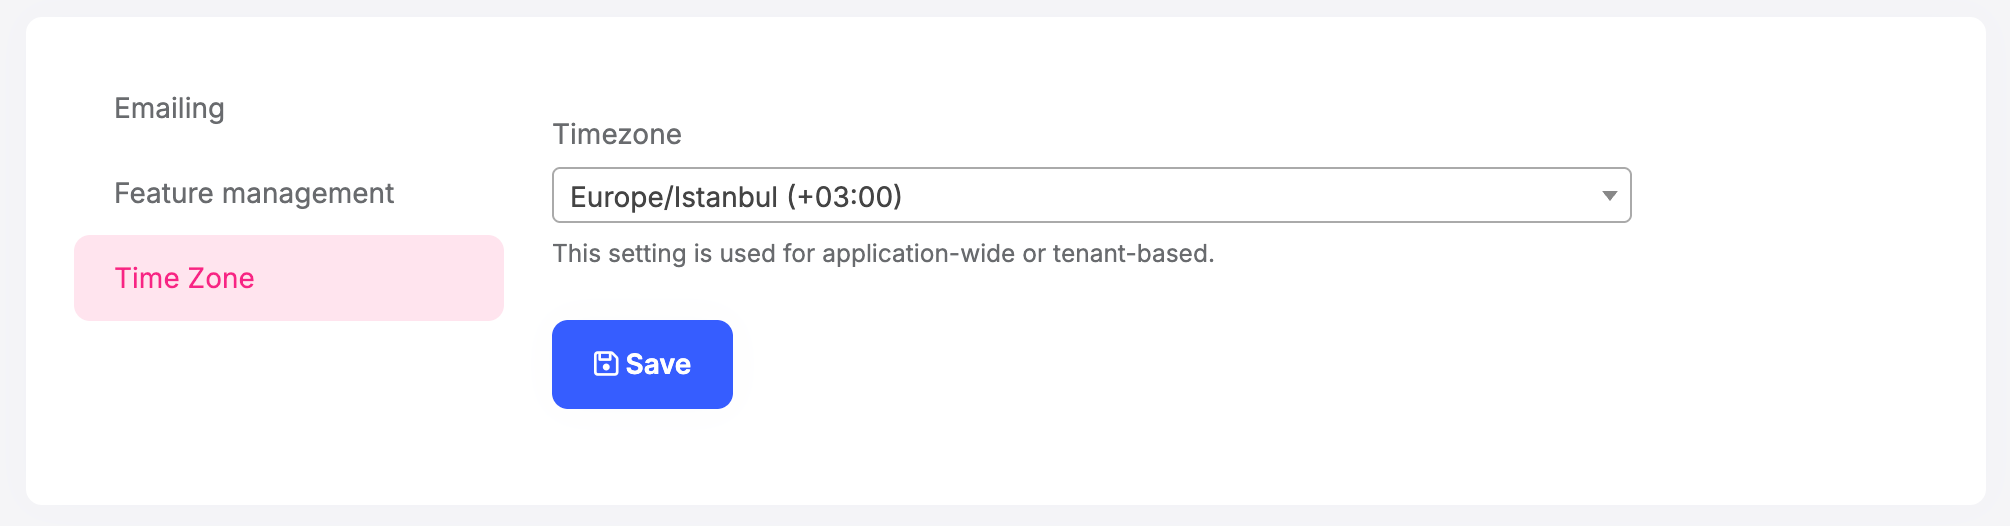 Emailing
Feature management
Time Zone
Timezone
Europe/Istanbul (+03:00)
This setting is used for application-wide or tenant-based.
Save